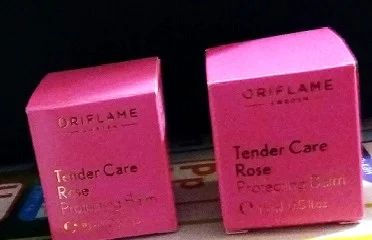 ORIFLAME
SWEDEN
Tender Care
Rose
Protecting Balm
ORIFLAME
SWEDEN
Tender Care
Rose
Protecting Balm